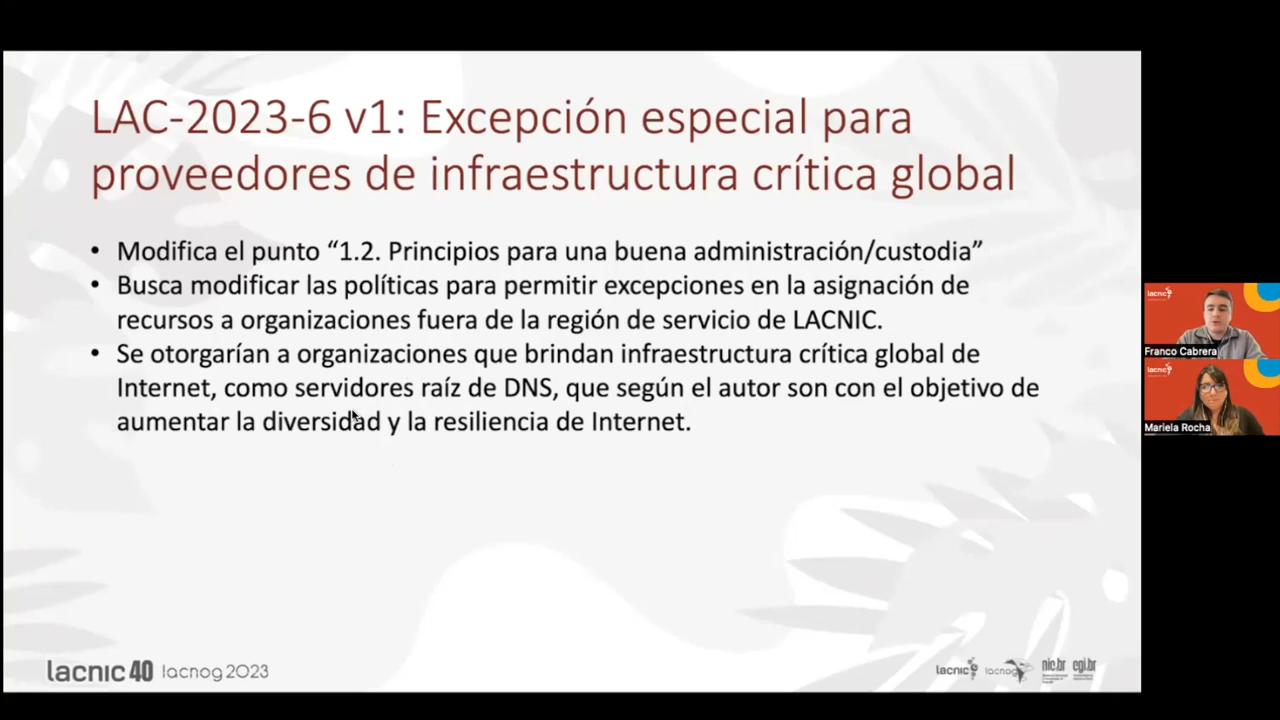 LAC-2023-6 v1: Excepción especial para
proveedores de infraestructura crítica global
• Modifica el punto “1.2. Principios para una buena administración/custodia”
• Busca modificar las políticas para permitir excepciones en la asignación de
recursos a organizaciones fuera de la región de servicio de LACNIC.
• Se otorgarían a organizaciones que brindan infraestructura crítica global de
Internet, como servidores raíz de DNS, que según el autor son con el objetivo de
aumentar la diversidad y la resiliencia de Internet.
lacnic
Franco Cabrera
lacnic
Mariela Rocha
lacnic 40 lacnog 2023
lacnic lacnog nic.br cgi.br